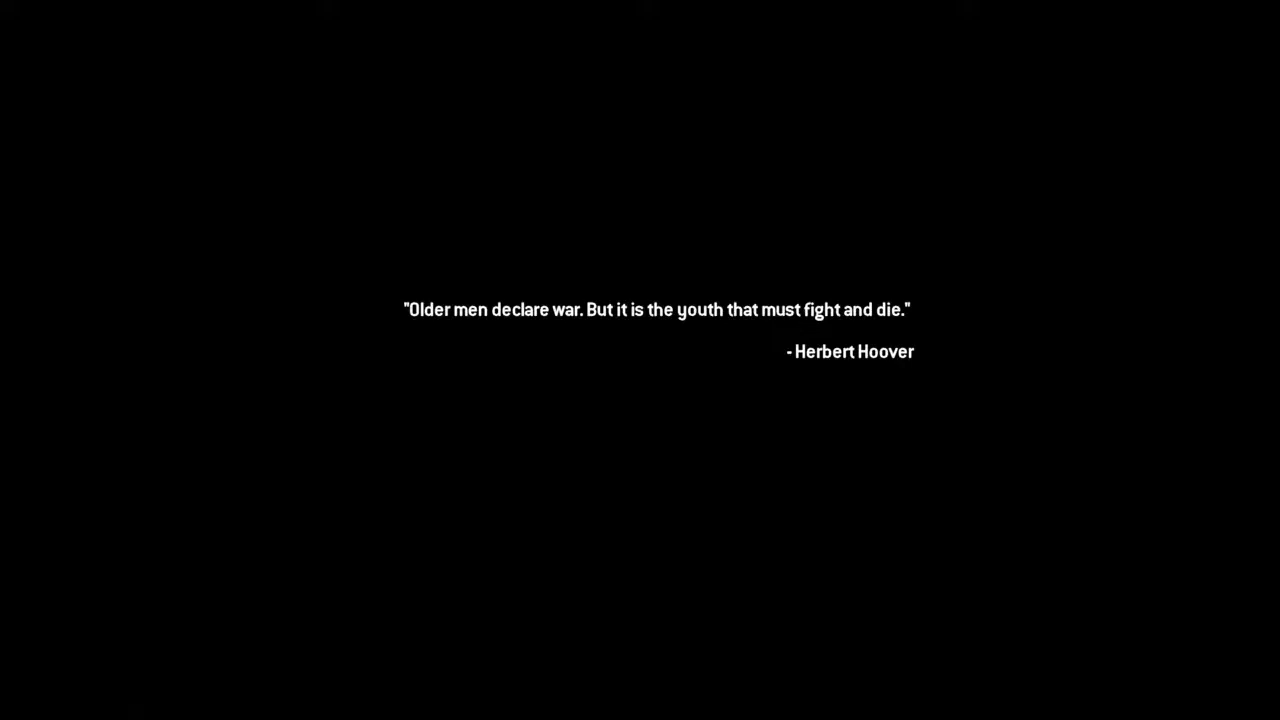 "Older men declare war. But it is the youth that must fight and die."
- Herbert Hoover